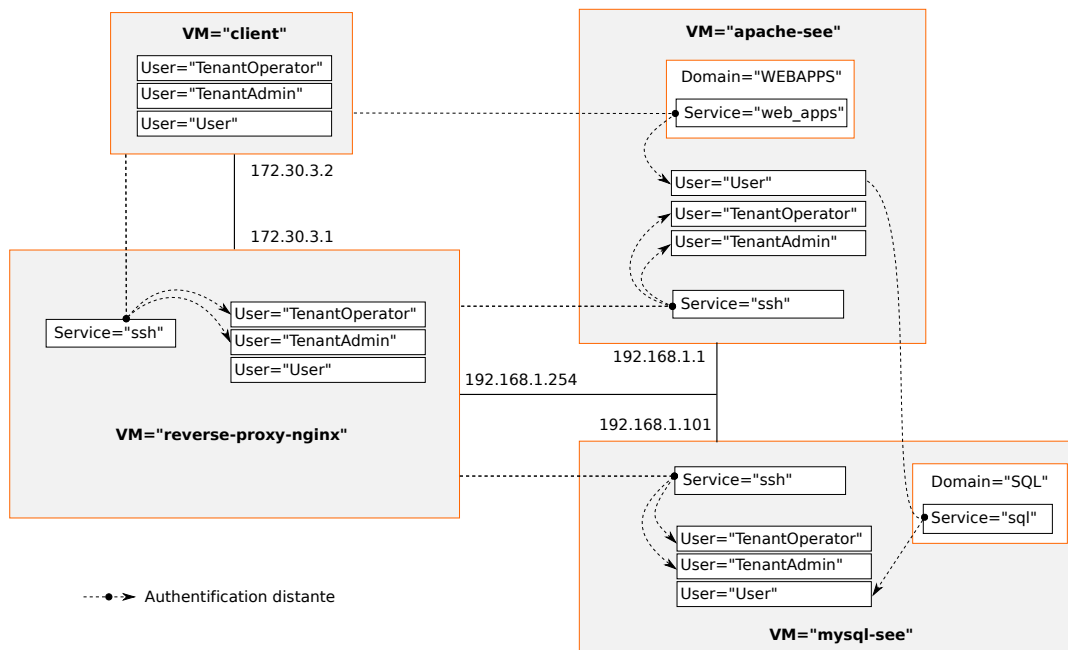 VM="client"
User="TenantOperator"
User="TenantAdmin"
User="User"
172.30.3.2
172.30.3.1
VM="apache-see"
Domain="WEBAPPS"
Service="web_apps"
User="User"
User="TenantOperator"
User="TenantAdmin"
Service="ssh"
192.168.1.1
Service="ssh"
User="TenantOperator"
User="TenantAdmin"
User="User"
VM="reverse-proxy-nginx"
192.168.1.254
192.168.1.101
Service="ssh"
Domain="SQL"
Service="sql"
User="TenantOperator"
User="TenantAdmin"
User="User"
VM="mysql-see"
Authentification distante